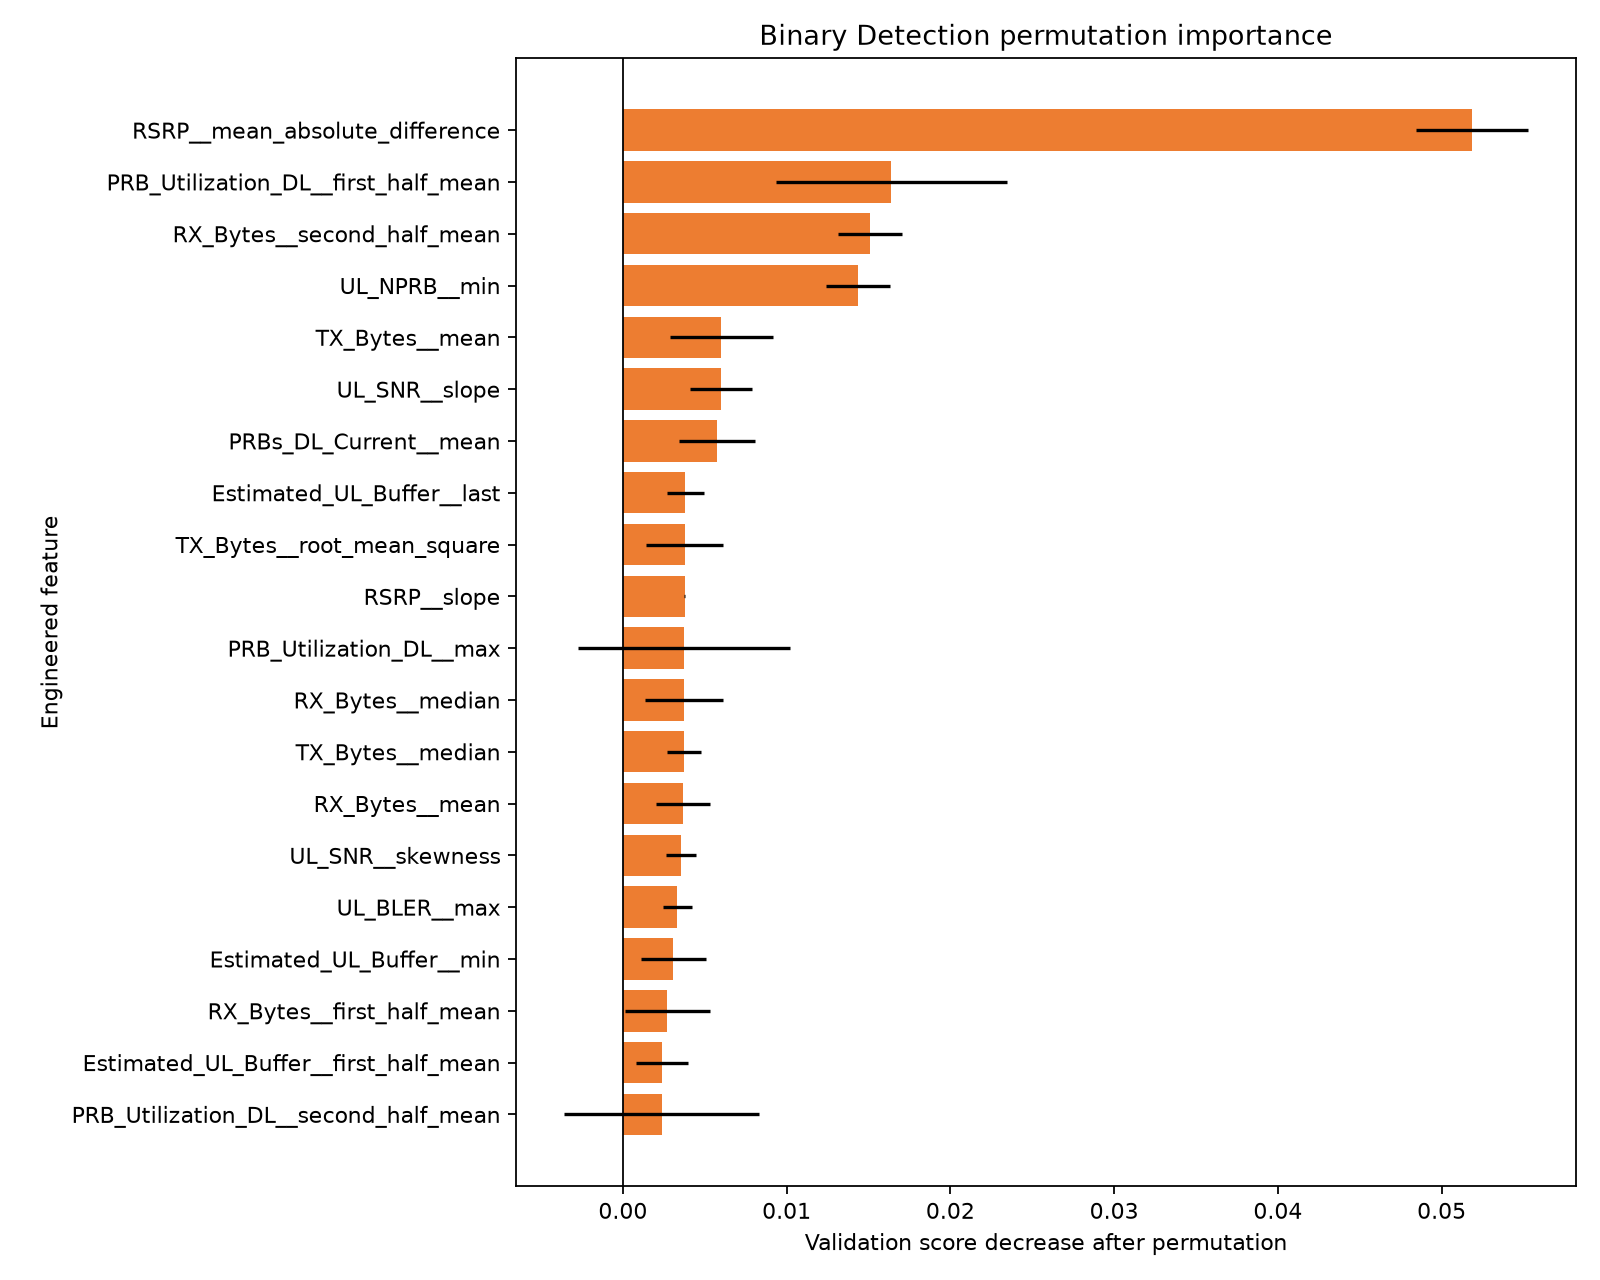 Binary Detection permutation importance
RSRP__mean_absolute_difference
PRB_Utilization_DL__first_half_mean
RX_Bytes__second_half_mean
UL_NPRB__min
TX_Bytes__mean
UL_SNR__slope
PRBs_DL_Current__mean
Estimated_UL_Buffer__last
TX_Bytes__root_mean_square
RSRP__slope
PRB_Utilization_DL__max
RX_Bytes__median
TX_Bytes__median
RX_Bytes__mean
UL_SNR__skewness
UL_BLER__max
Estimated_UL_Buffer__min
RX_Bytes__first_half_mean
Estimated_UL_Buffer__first_half_mean
PRB_Utilization_DL__second_half_mean
Engineered feature
0.00 0.01 0.02 0.03 0.04 0.05
Validation score decrease after permutation